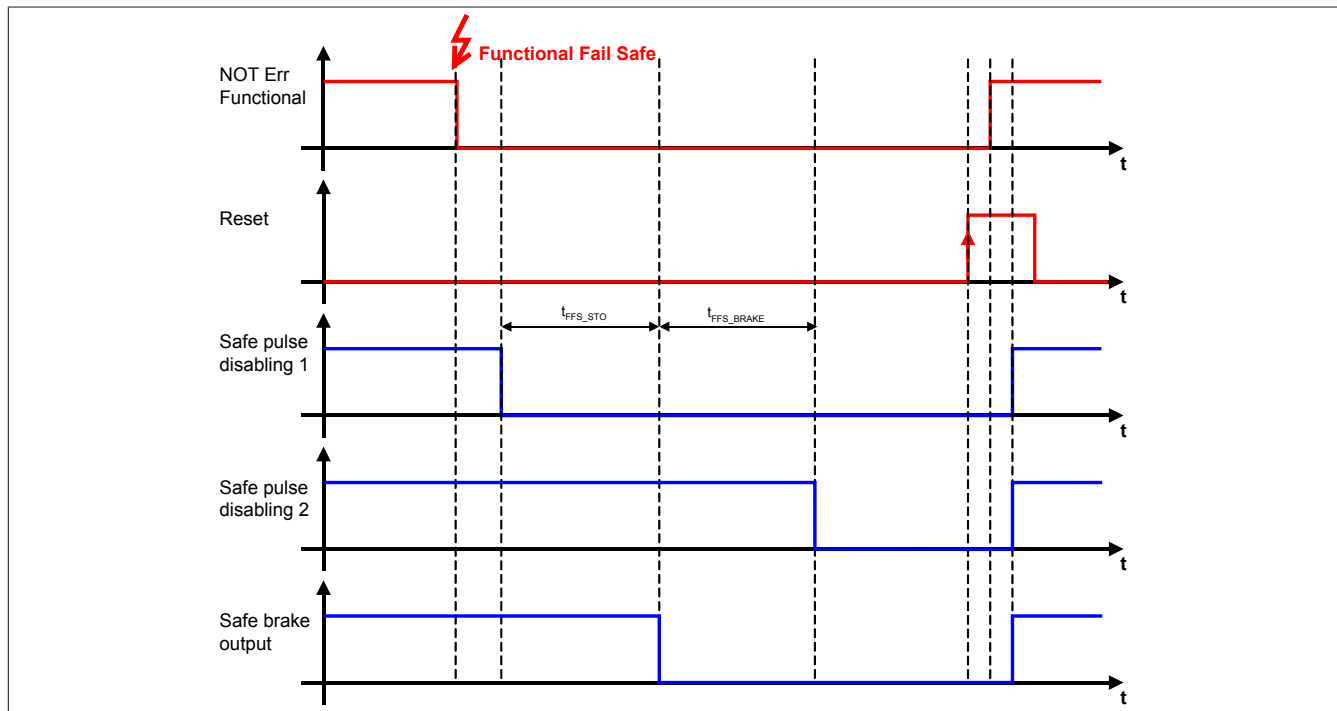 Functional Fail Safe
NOT Err
Functional
t
Reset
t
tFFS_STO
tFFS_BRAKE
Safe pulse
disabling 1
t
Safe pulse
disabling 2
t
Safe brake
output
t